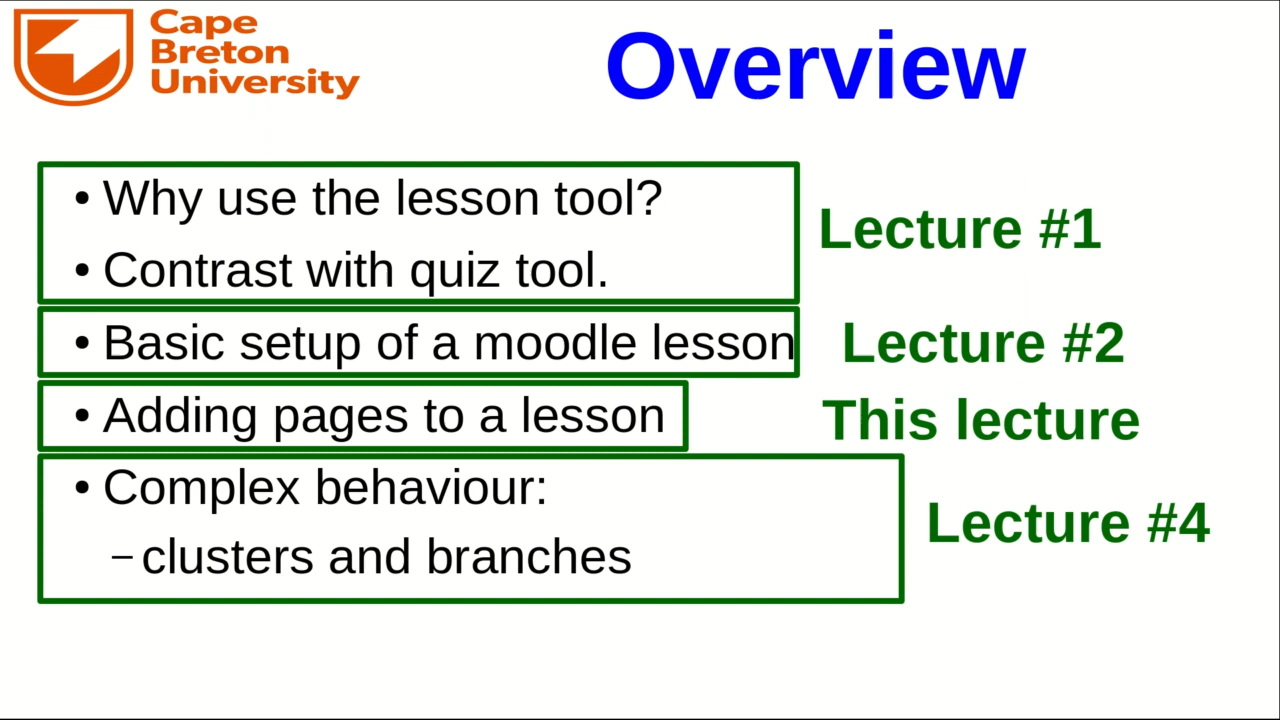 Cape
Breton
University
Overview
• Why use the lesson tool?
• Contrast with quiz tool.
Lecture #1
• Basic setup of a moodle lesson
Lecture #2
• Adding pages to a lesson
This lecture
• Complex behaviour:
– clusters and branches
Lecture #4